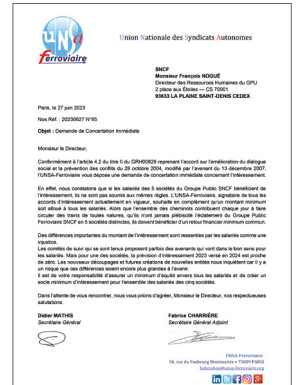 UNSA
Ferroviaire
Union Nationale des Syndicats Autonomes
SNCF
Monsieur François NOGUÉ
Directeur des Ressources Humaines du GPU
2 place aux Étoiles — CS 70001
93633 LA PLAINE SAINT-DENIS CEDEX
Paris, le 27 juin 2023
Nos Réf. : 20230627 N°65
Objet : Demande de Concertation Immédiate
Monsieur le Directeur,
Conformément à l'article 4.2 du titre II du GRH00826 reprenant l'accord sur l'amélioration du dialogue
social et la prévention des conflits du 28 octobre 2004, modifié par l'avenant du 13 décembre 2007,
l'UNSA-Ferroviaire vous dépose une demande de concertation immédiate concernant l'intéressement.
En effet, nous constatons que si les salariés des 5 sociétés du Groupe Public SNCF bénéficient de
l'intéressement, ils ne sont pas soumis aux mêmes règles. L'UNSA-Ferroviaire, signataire de tous les
accords d'intéressement actuellement en vigueur, souhaite en complément qu'un montant minimum
soit alloué à tous les salariés. Alors que l'ensemble des cheminots contribuent chaque jour à faire
circuler des trains de toutes natures, qu'ils n'ont jamais plébiscité l'éclatement du Groupe Public
Ferroviaire SNCF en 5 sociétés distinctes, ils doivent bénéficier d'un retour financier minimum commun.
Des différences importantes du montant de l'intéressement sont ressenties par les salariés comme une
injustice.
Les comités de suivi qui se sont tenus proposent parfois des avenants qui vont dans le bon sens pour
les salariés. Mais pour une des sociétés, la prévision d'intéressement 2023 versé en 2024 est proche
de zéro. Les nouveaux découpages et futures créations de nouvelles entités nous inquiètent car il y a
un risque que ces différences soient encore plus grandes à l'avenir.
Il est de votre responsabilité d'assurer un minimum d'équité envers tous les salariés et de créer un
socle minimum d'intéressement pour l'ensemble des salariés des cinq sociétés.
Dans l'attente de vous rencontrer, nous vous prions d'agréer, Monsieur le Directeur, nos respectueuses
salutations.
Didier MATHIS
Secrétaire Général
Fabrice CHARRIÈRE
Secrétaire Général Adjoint
UNSA-Ferroviaire
56, rue du Faubourg Montmartre • 75009 PARIS
federation@unsa-ferroviaire.org